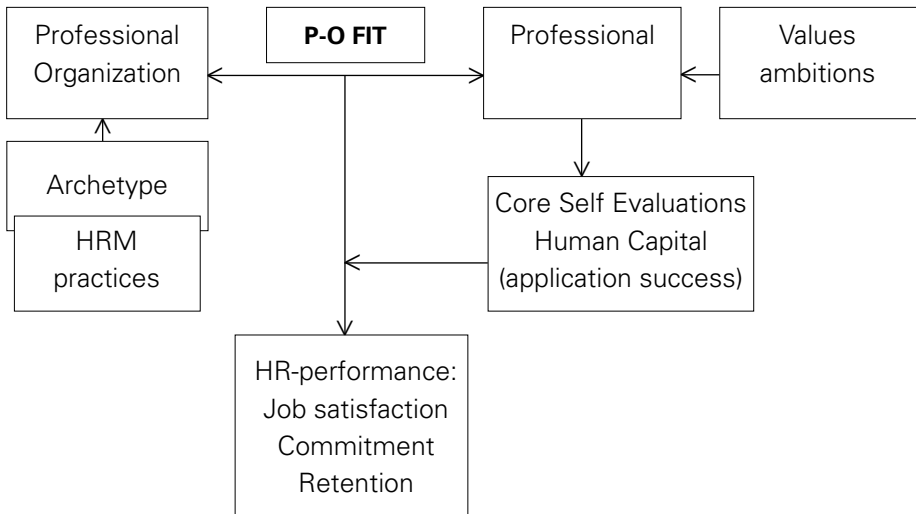 Professional
Organization
P-O FIT
Professional
Values
ambitions
Archetype
HRM
practices
Core Self Evaluations
Human Capital
(application success)
HR-performance:
Job satisfaction
Commitment
Retention